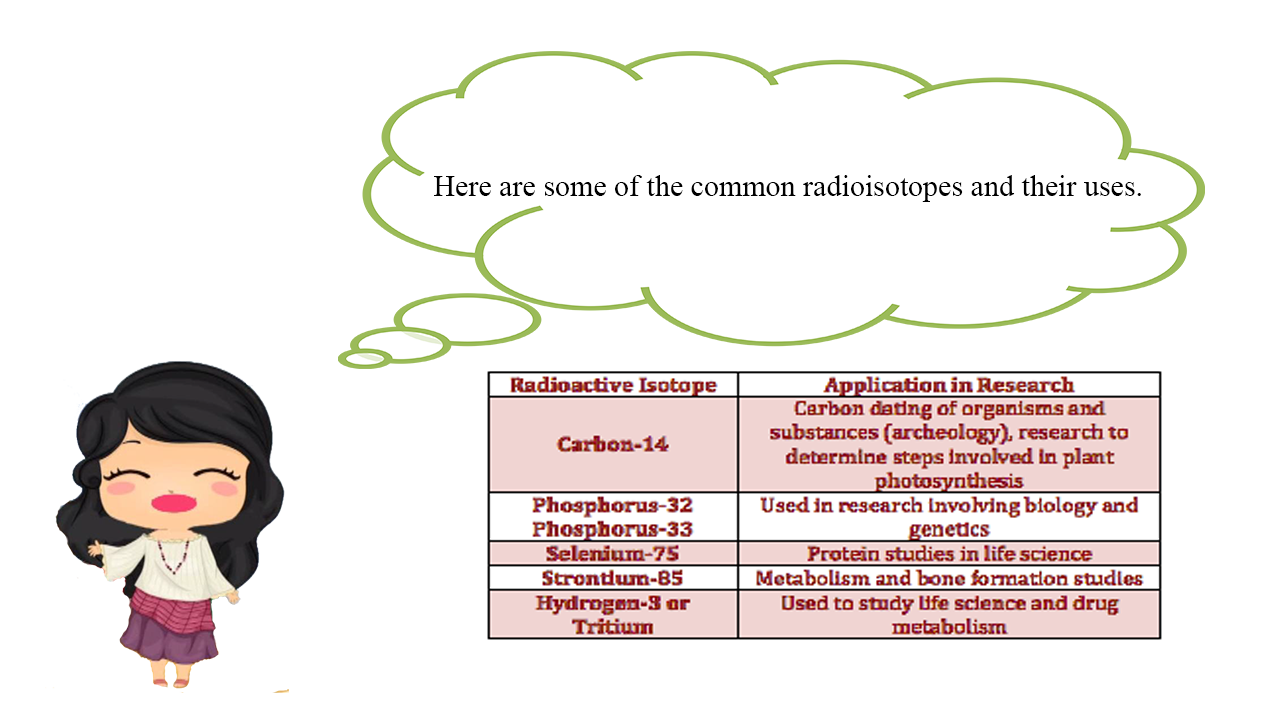 Here are some of the common radioisotopes and their uses.
Radioactive Isotope
Application in Research
Carbon-14
Carbon dating of organisms and
substances (archeology), research to
determine steps involved in plant
photosynthesis
Phosphorus-32
Phosphorus-33
Used in research involving biology and
genetics
Selenium-75
Protein studies in life science
Strontium-85
Metabolism and bone formation studies
Hydrogen-3 or
Tritium
Used to study life science and drug
metabolism